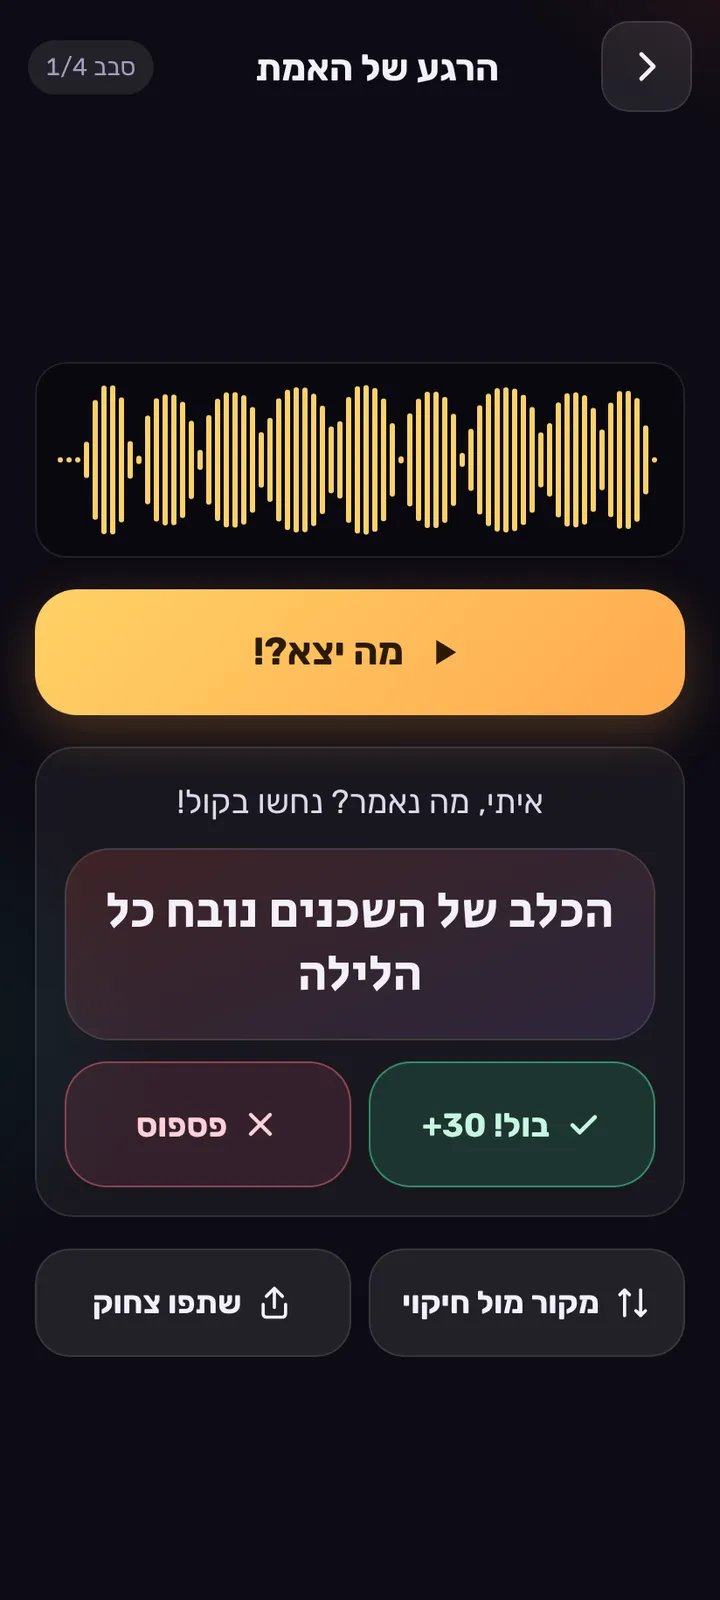 הרגע של האמת
סבב 1/4
מה יצא?!
איתי, מה נאמר? נחשו בקול!
הכלב של השכנים נובח כל
הלילה
בול! 30+
פספוס
מקור מול חיקוי
שתפו צחוק